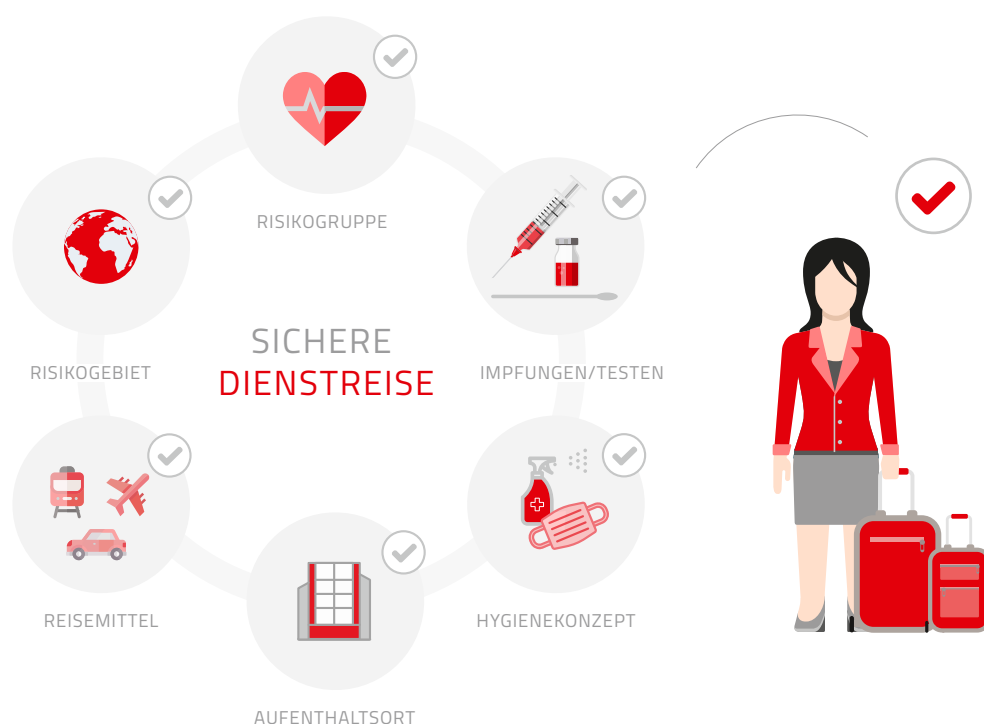 RISIKOGRUPPE
SICHERE
DIENSTREISE
RISIKOGEBIET
IMPFUNGEN/TESTEN
REISEMITTEL
HYGIENEKONZEPT
AUFENTHALTSORT